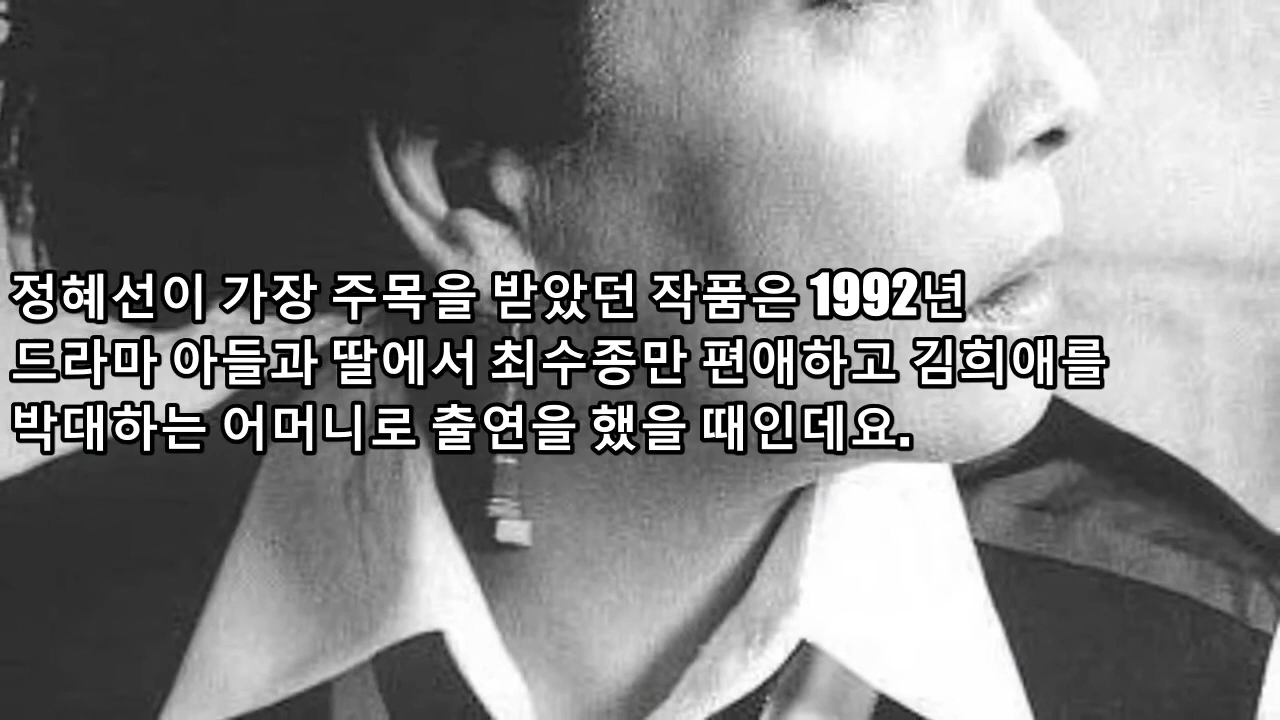 정혜선이 가장 주목을 받았던 작품은 1992년
드라마 아들과 딸에서 최수종만 편애하고 김희애를
박대하는 어머니로 출연을 했을 때인데요.